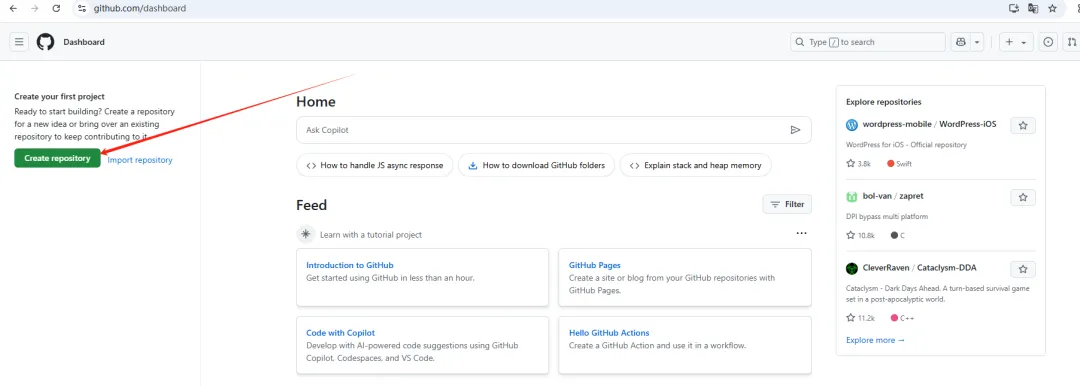 github.com/dashboard
Dashboard
Type / to search
Create your first project
Ready to start building? Create a repository
for a new idea or bring over an existing
repository to keep contributing to it.
Create repository
Import repository
Home
Ask Copilot
How to handle JS async response
How to download GitHub folders
Explain stack and heap memory
Feed
Filter
Learn with a tutorial project
Introduction to GitHub
Get started using GitHub in less than an hour.
GitHub Pages
Create a site or blog from your GitHub repositories with
GitHub Pages.
Code with Copilot
Develop with AI-powered code suggestions using GitHub
Copilot, Codespaces, and VS Code.
Hello GitHub Actions
Create a GitHub Action and use it in a workflow.
Explore repositories
wordpress-mobile / WordPress-iOS
WordPress for iOS - Official repository
3.8k Swift
bol-van / zapret
DPI bypass multi platform
10.8k C
CleverRaven / Cataclysm-DDA
Cataclysm - Dark Days Ahead. A turn-based survival game
set in a post-apocalyptic world.
11.2k C++
Explore more →